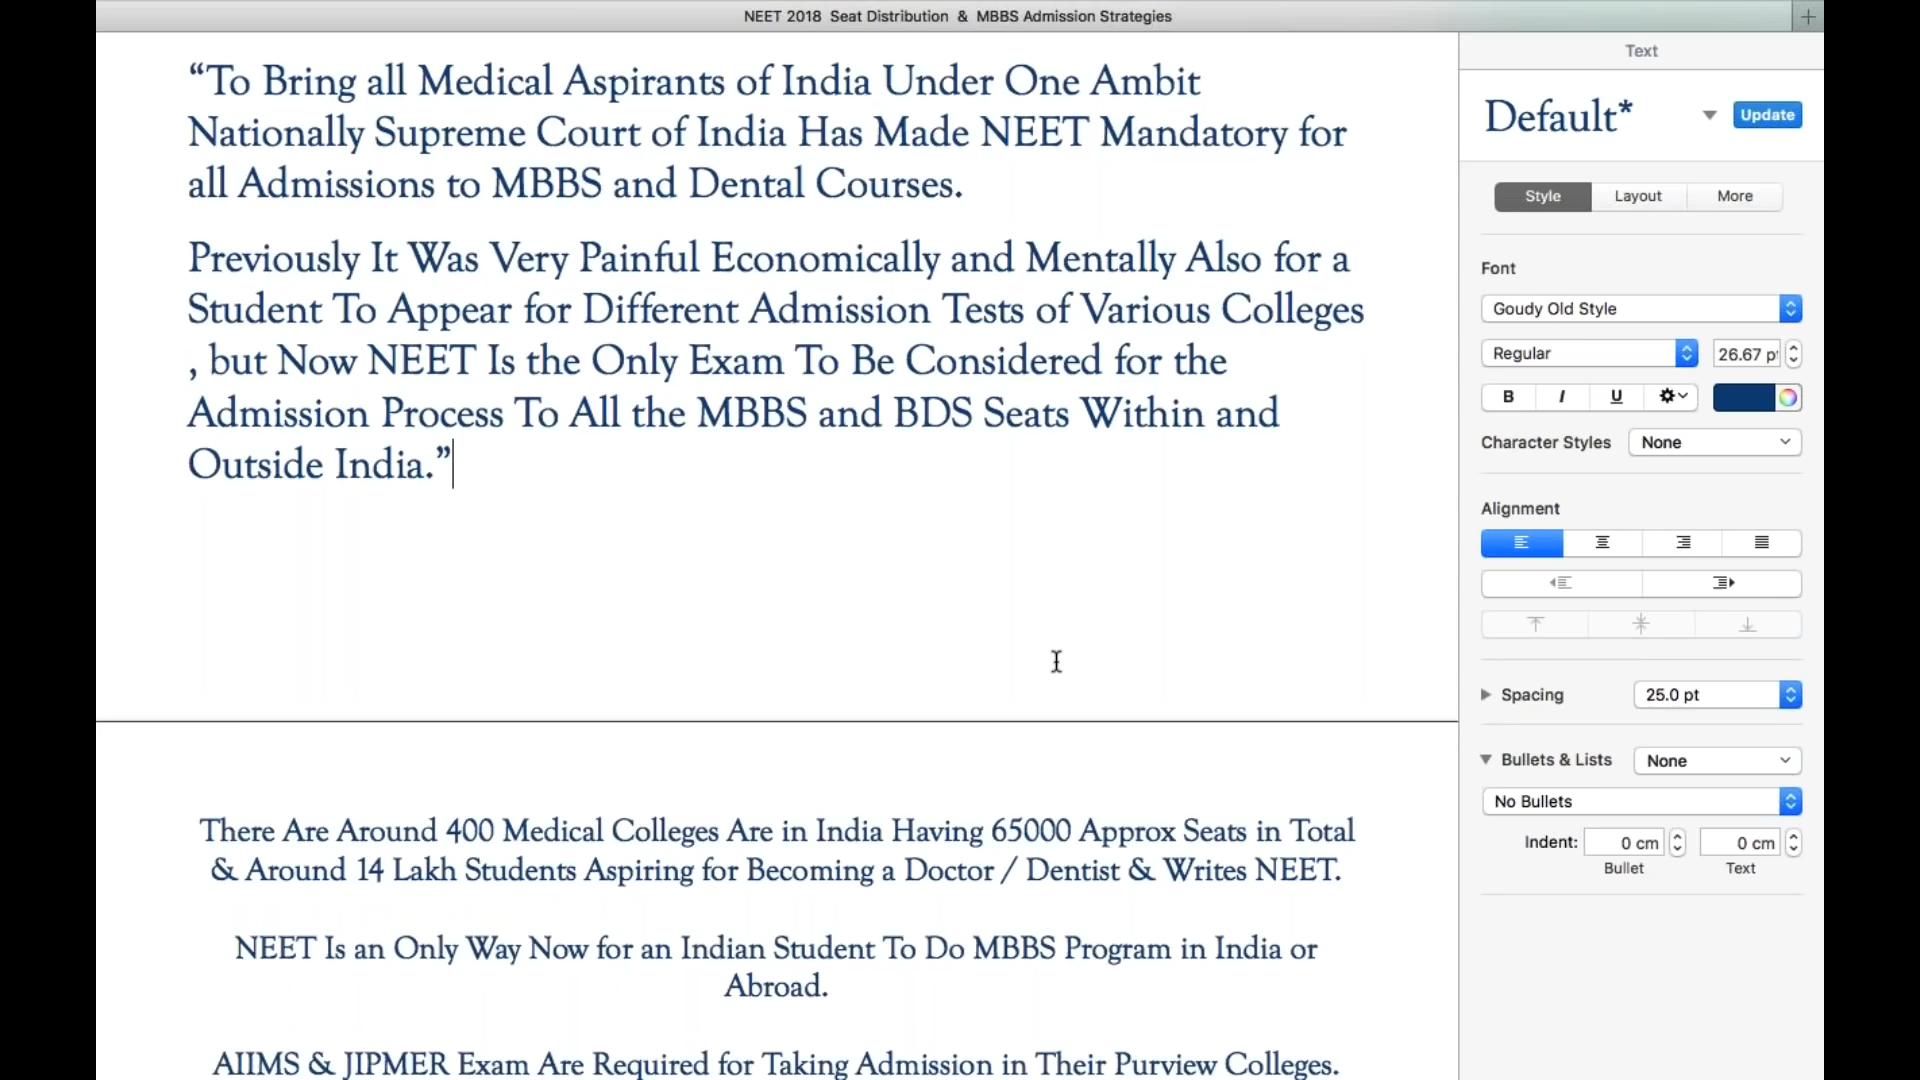 NEET 2018 Seat Distribution & MBBS Admission Strategies
“To Bring all Medical Aspirants of India Under One Ambit
Nationally Supreme Court of India Has Made NEET Mandatory for
all Admissions to MBBS and Dental Courses.
Previously It Was Very Painful Economically and Mentally Also for a
Student To Appear for Different Admission Tests of Various Colleges
, but Now NEET Is the Only Exam To Be Considered for the
Admission Process To All the MBBS and BDS Seats Within and
Outside India.”
There Are Around 400 Medical Colleges Are in India Having 65000 Approx Seats in Total
& Around 14 Lakh Students Aspiring for Becoming a Doctor / Dentist & Writes NEET.
NEET Is an Only Way Now for an Indian Student To Do MBBS Program in India or
Abroad.
AIIMS & JIPMER Exam Are Required for Taking Admission in Their Purview Colleges.
Text
Default* Update
Style Layout More
Font
Goudy Old Style
Regular 26.67 p
B I U
Character Styles None
Alignment
Spacing 25.0 pt
Bullets & Lists None
No Bullets
Indent: 0 cm 0 cm
Bullet Text